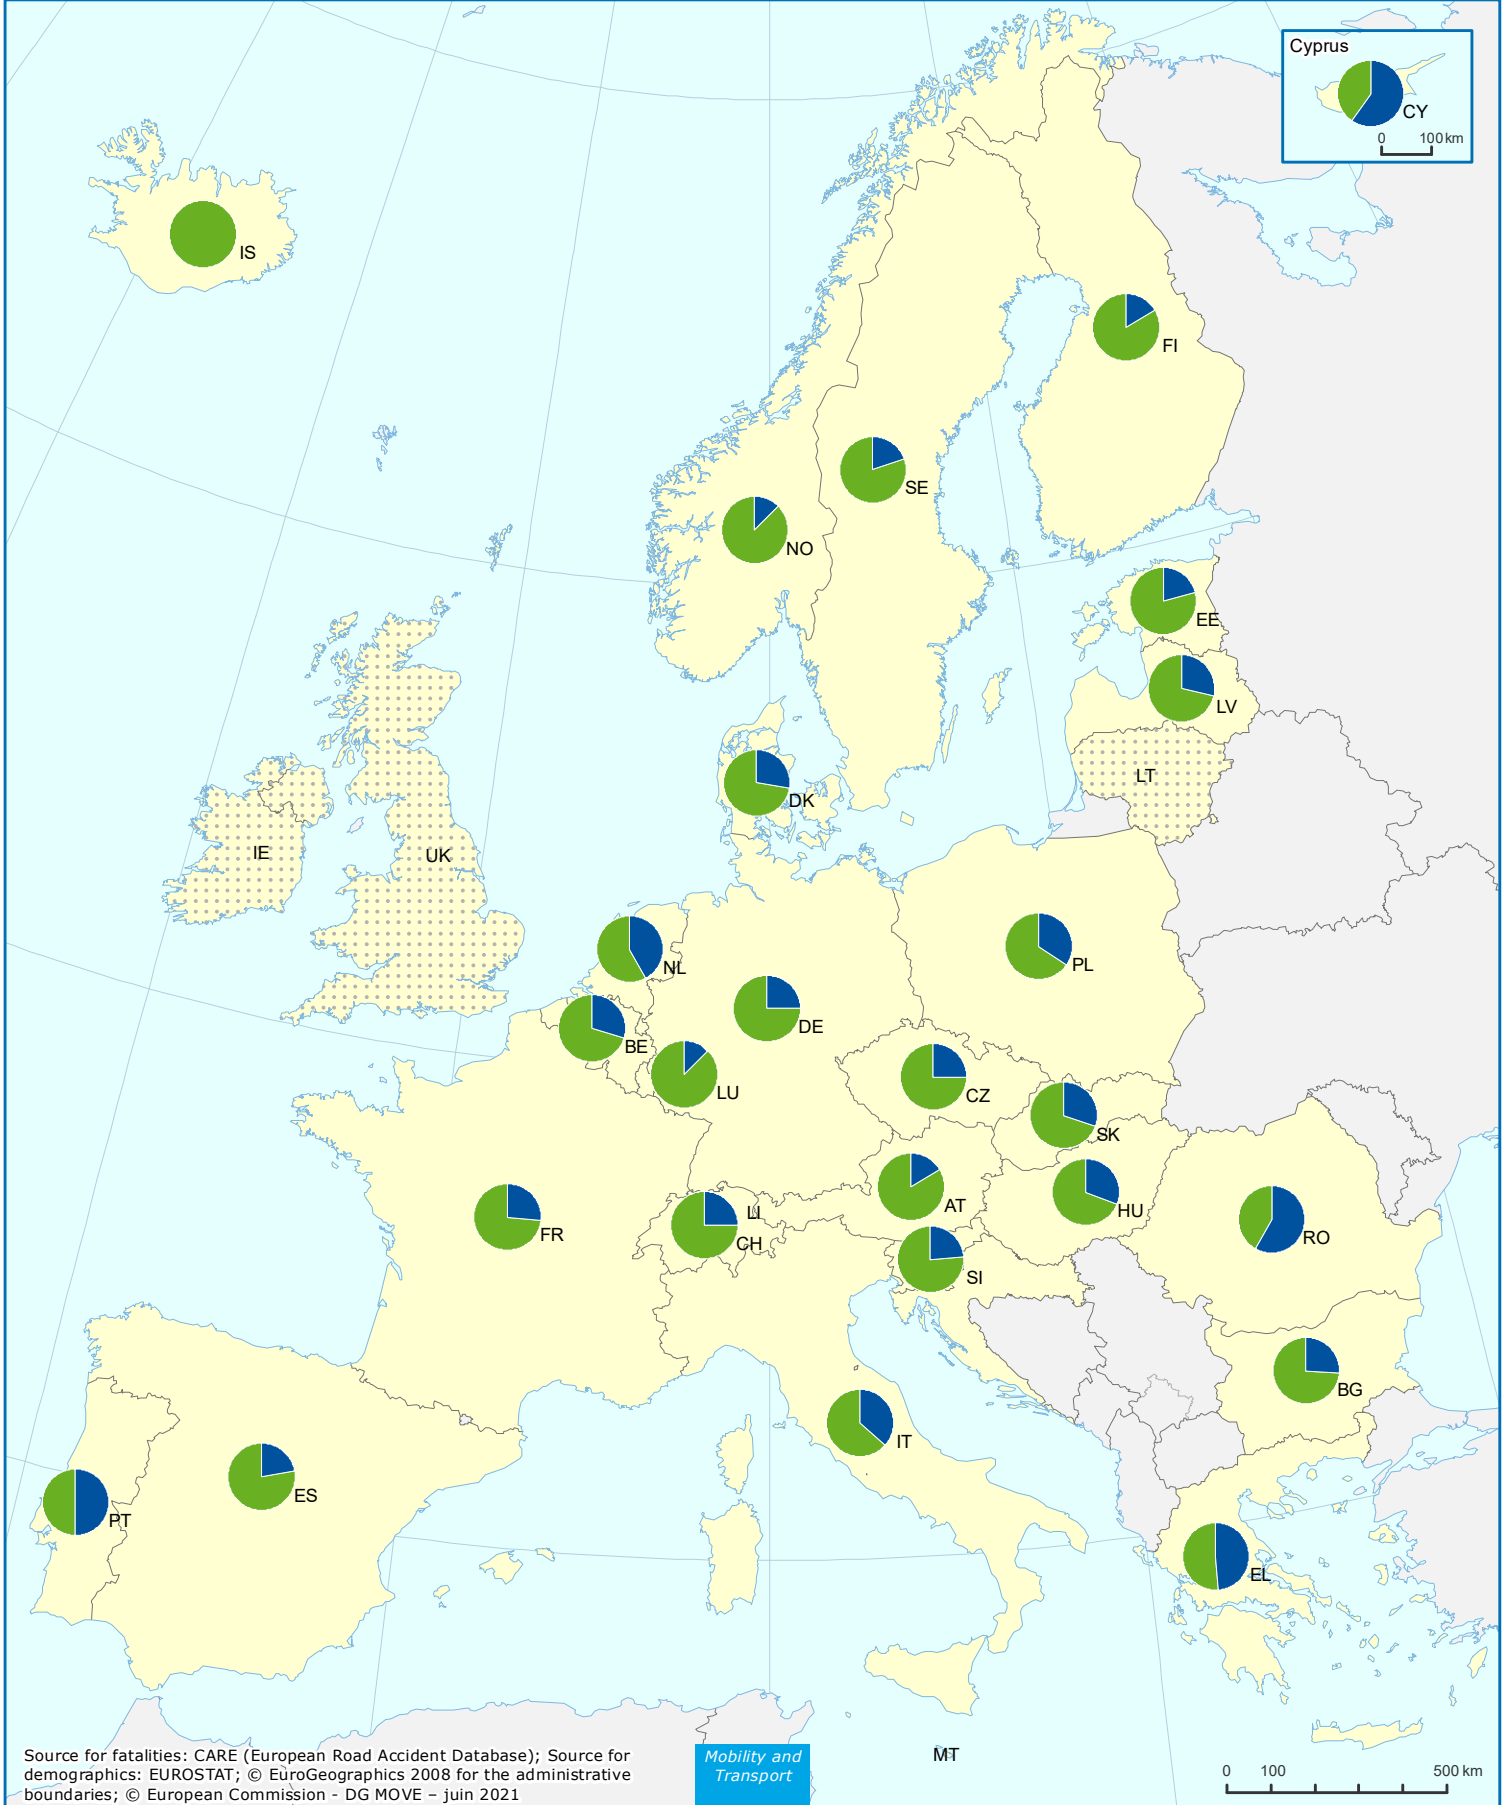 Cyprus
CY
0 100 km
IS
FI
SE
NO
EE
LV
LT
DK
IE
UK
NL
PL
DE
BE
LU
CZ
SK
AT
HU
LI
CH
FR
SI
RO
BG
IT
ES
PT
EL
MT
Source for fatalities: CARE (European Road Accident Database); Source for
demographics: EUROSTAT; © EuroGeographics 2008 for the administrative
boundaries; © European Commission - DG MOVE – juin 2021
Mobility and
Transport
0 100 500 km